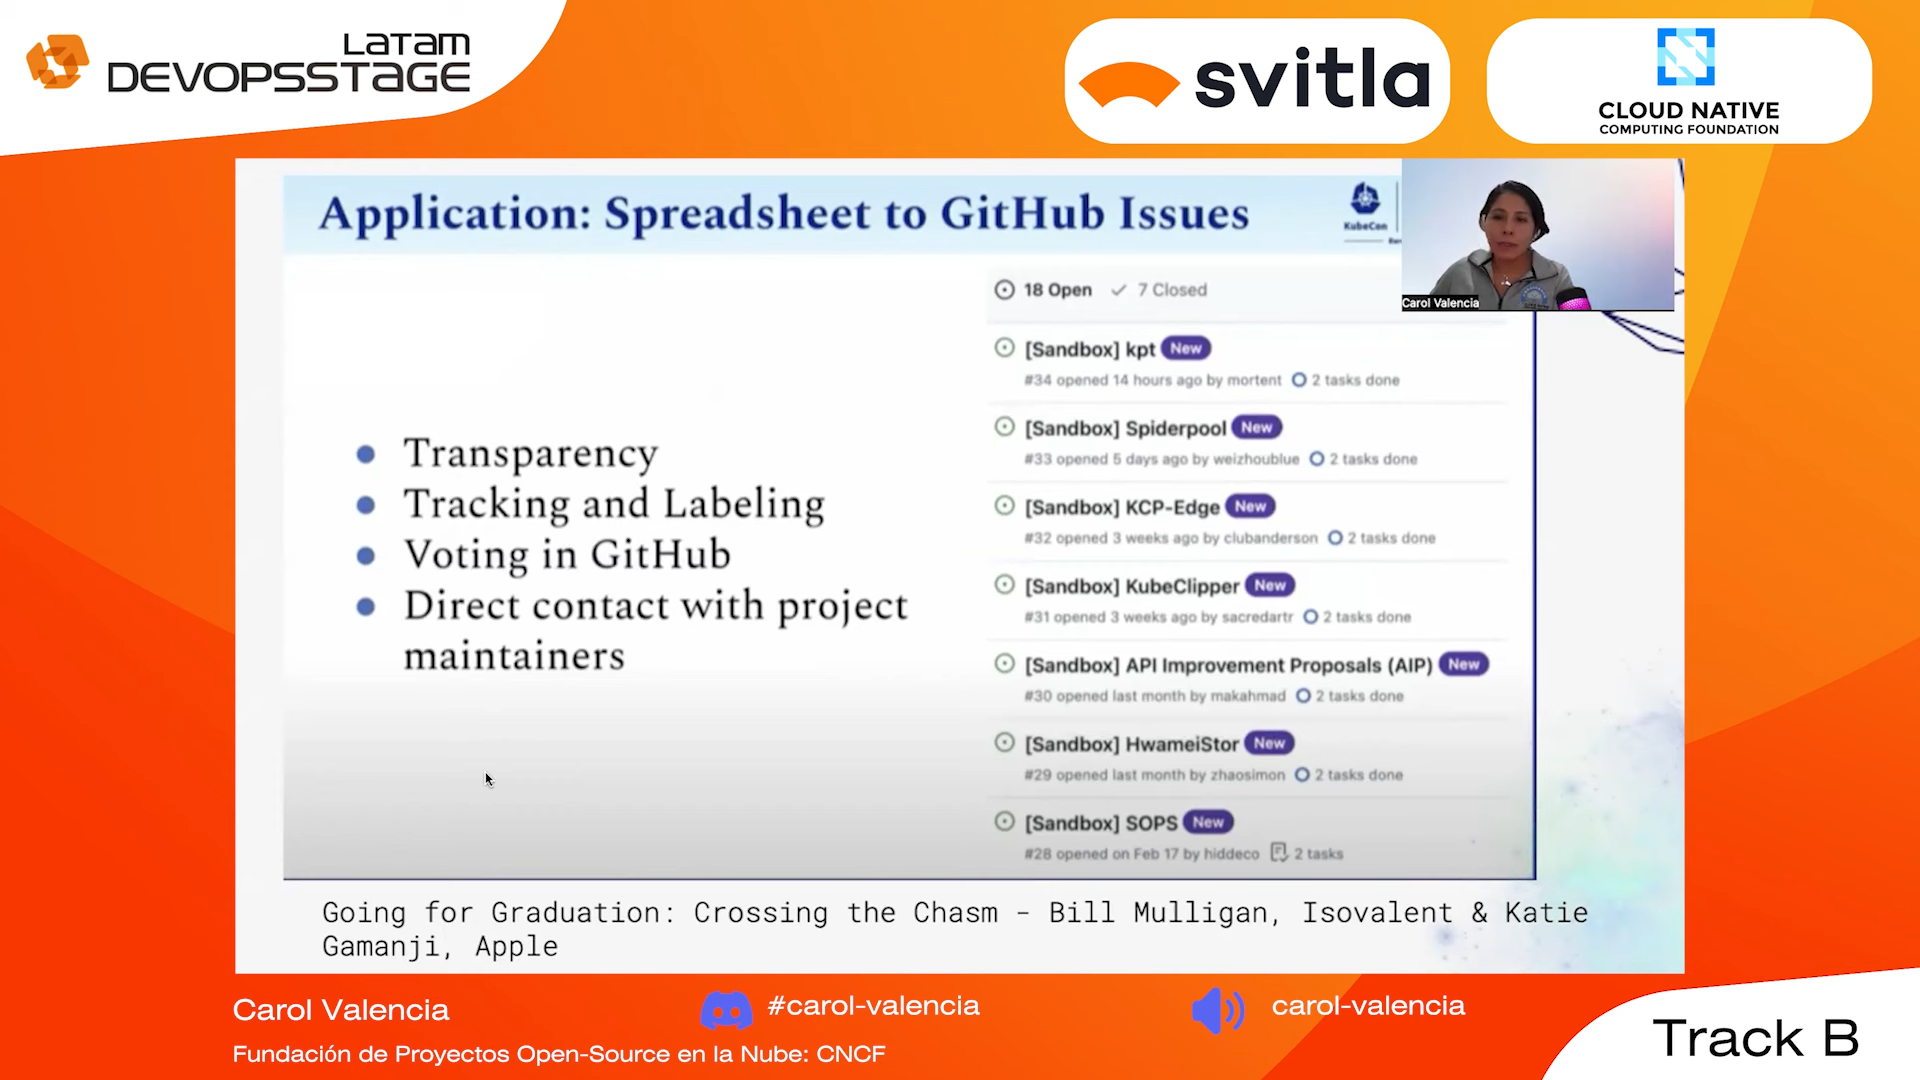 LATAM
DEVOPSSTAGE
svitla
CLOUD NATIVE
COMPUTING FOUNDATION
Application: Spreadsheet to GitHub Issues
KubeCon
Carol Valencia
18 Open 7 Closed
[Sandbox] kpt New
#34 opened 14 hours ago by mortent 2 tasks done
[Sandbox] Spiderpool New
#33 opened 5 days ago by weizhoublue 2 tasks done
[Sandbox] KCP-Edge New
#32 opened 3 weeks ago by clubanderson 2 tasks done
[Sandbox] KubeClipper New
#31 opened 3 weeks ago by sacredartr 2 tasks done
[Sandbox] API Improvement Proposals (AIP) New
#30 opened last month by makahmad 2 tasks done
[Sandbox] HwameiStor New
#29 opened last month by zhaosimon 2 tasks done
[Sandbox] SOPS New
#28 opened on Feb 17 by hiddeco 2 tasks
Transparency
Tracking and Labeling
Voting in GitHub
Direct contact with project
maintainers
Going for Graduation: Crossing the Chasm - Bill Mulligan, Isovalent & Katie
Gamanji, Apple
Carol Valencia
#carol-valencia
carol-valencia
Fundación de Proyectos Open-Source en la Nube: CNCF
Track B